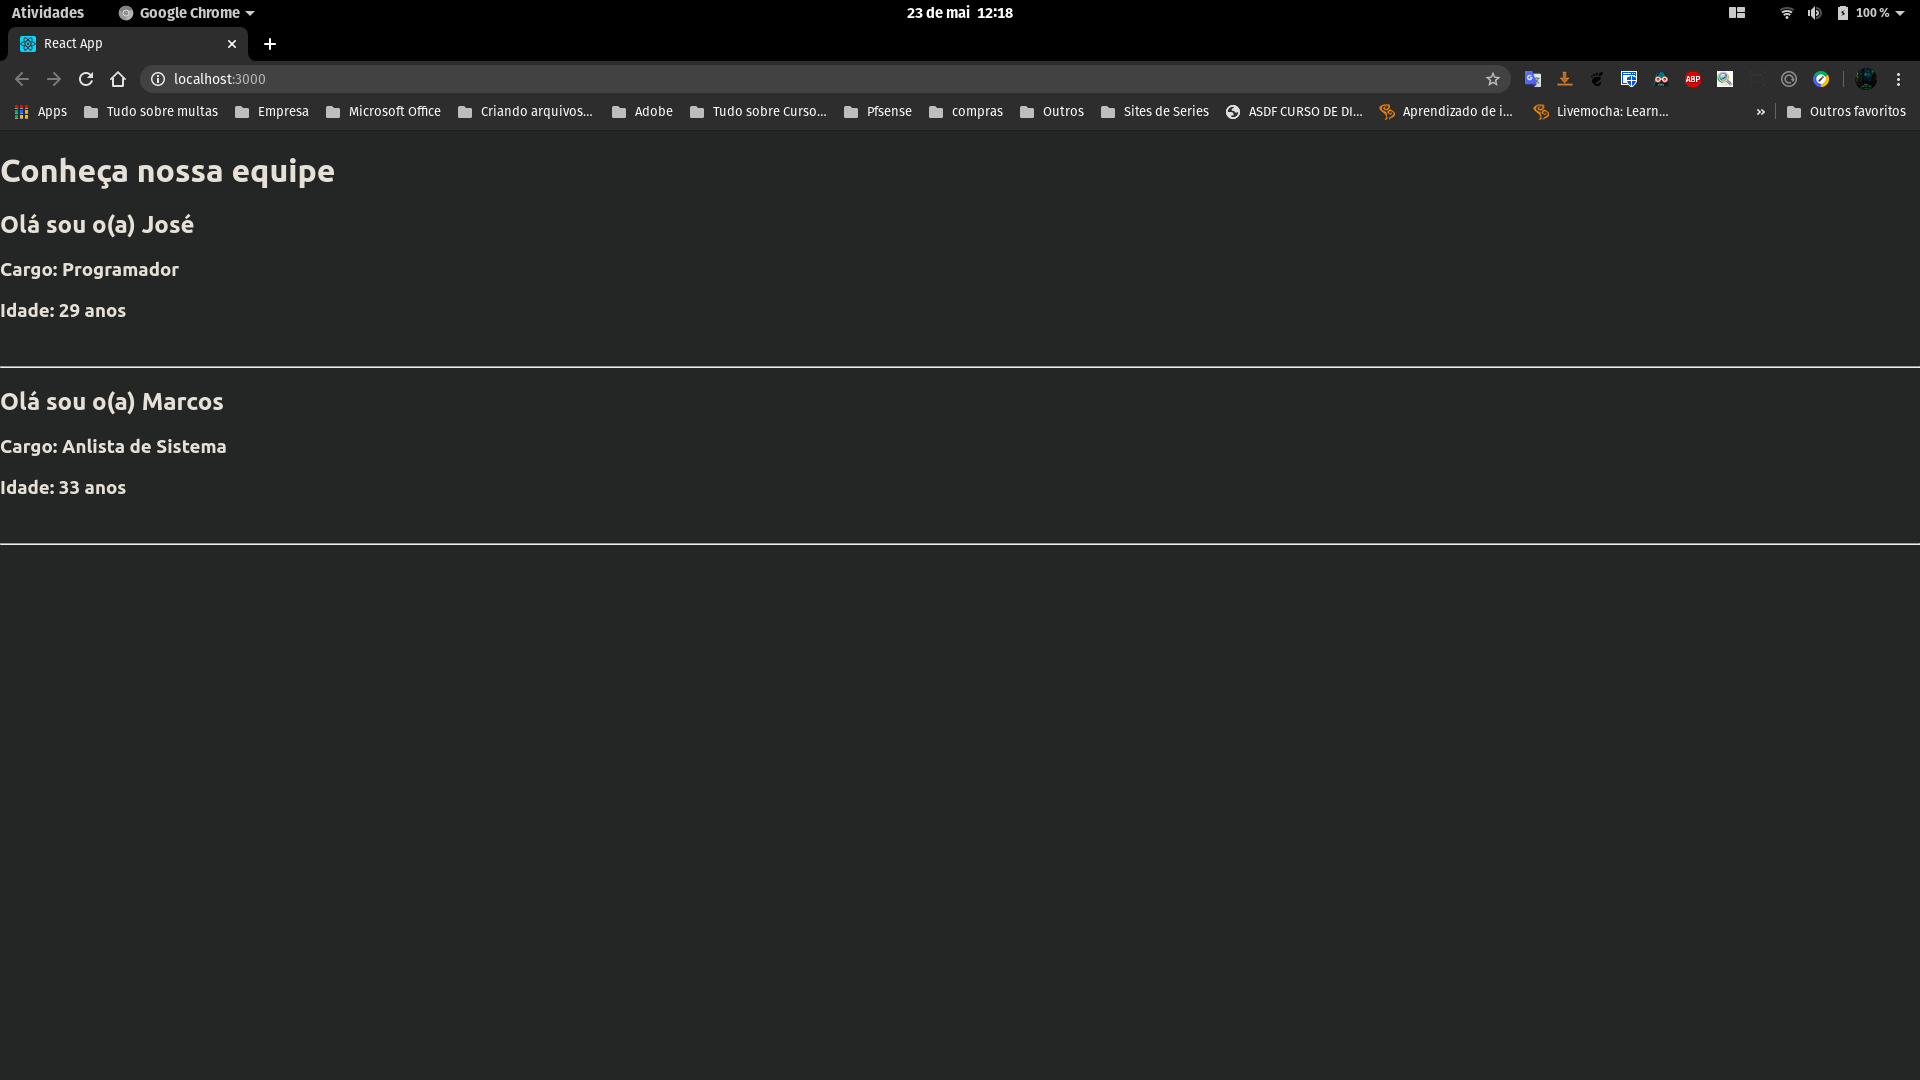 Atividades Google Chrome 23 de mai 12:18 100 %
React App
localhost:3000 ABP
Apps Tudo sobre multas Empresa Microsoft Office Criando arquivos... Adobe Tudo sobre Curso... Pfsense compras Outros Sites de Series ASDF CURSO DE DI... Aprendizado de i... Livemocha: Learn... » Outros favoritos
Conheça nossa equipe
Olá sou o(a) José
Cargo: Programador
Idade: 29 anos
Olá sou o(a) Marcos
Cargo: Anlista de Sistema
Idade: 33 anos